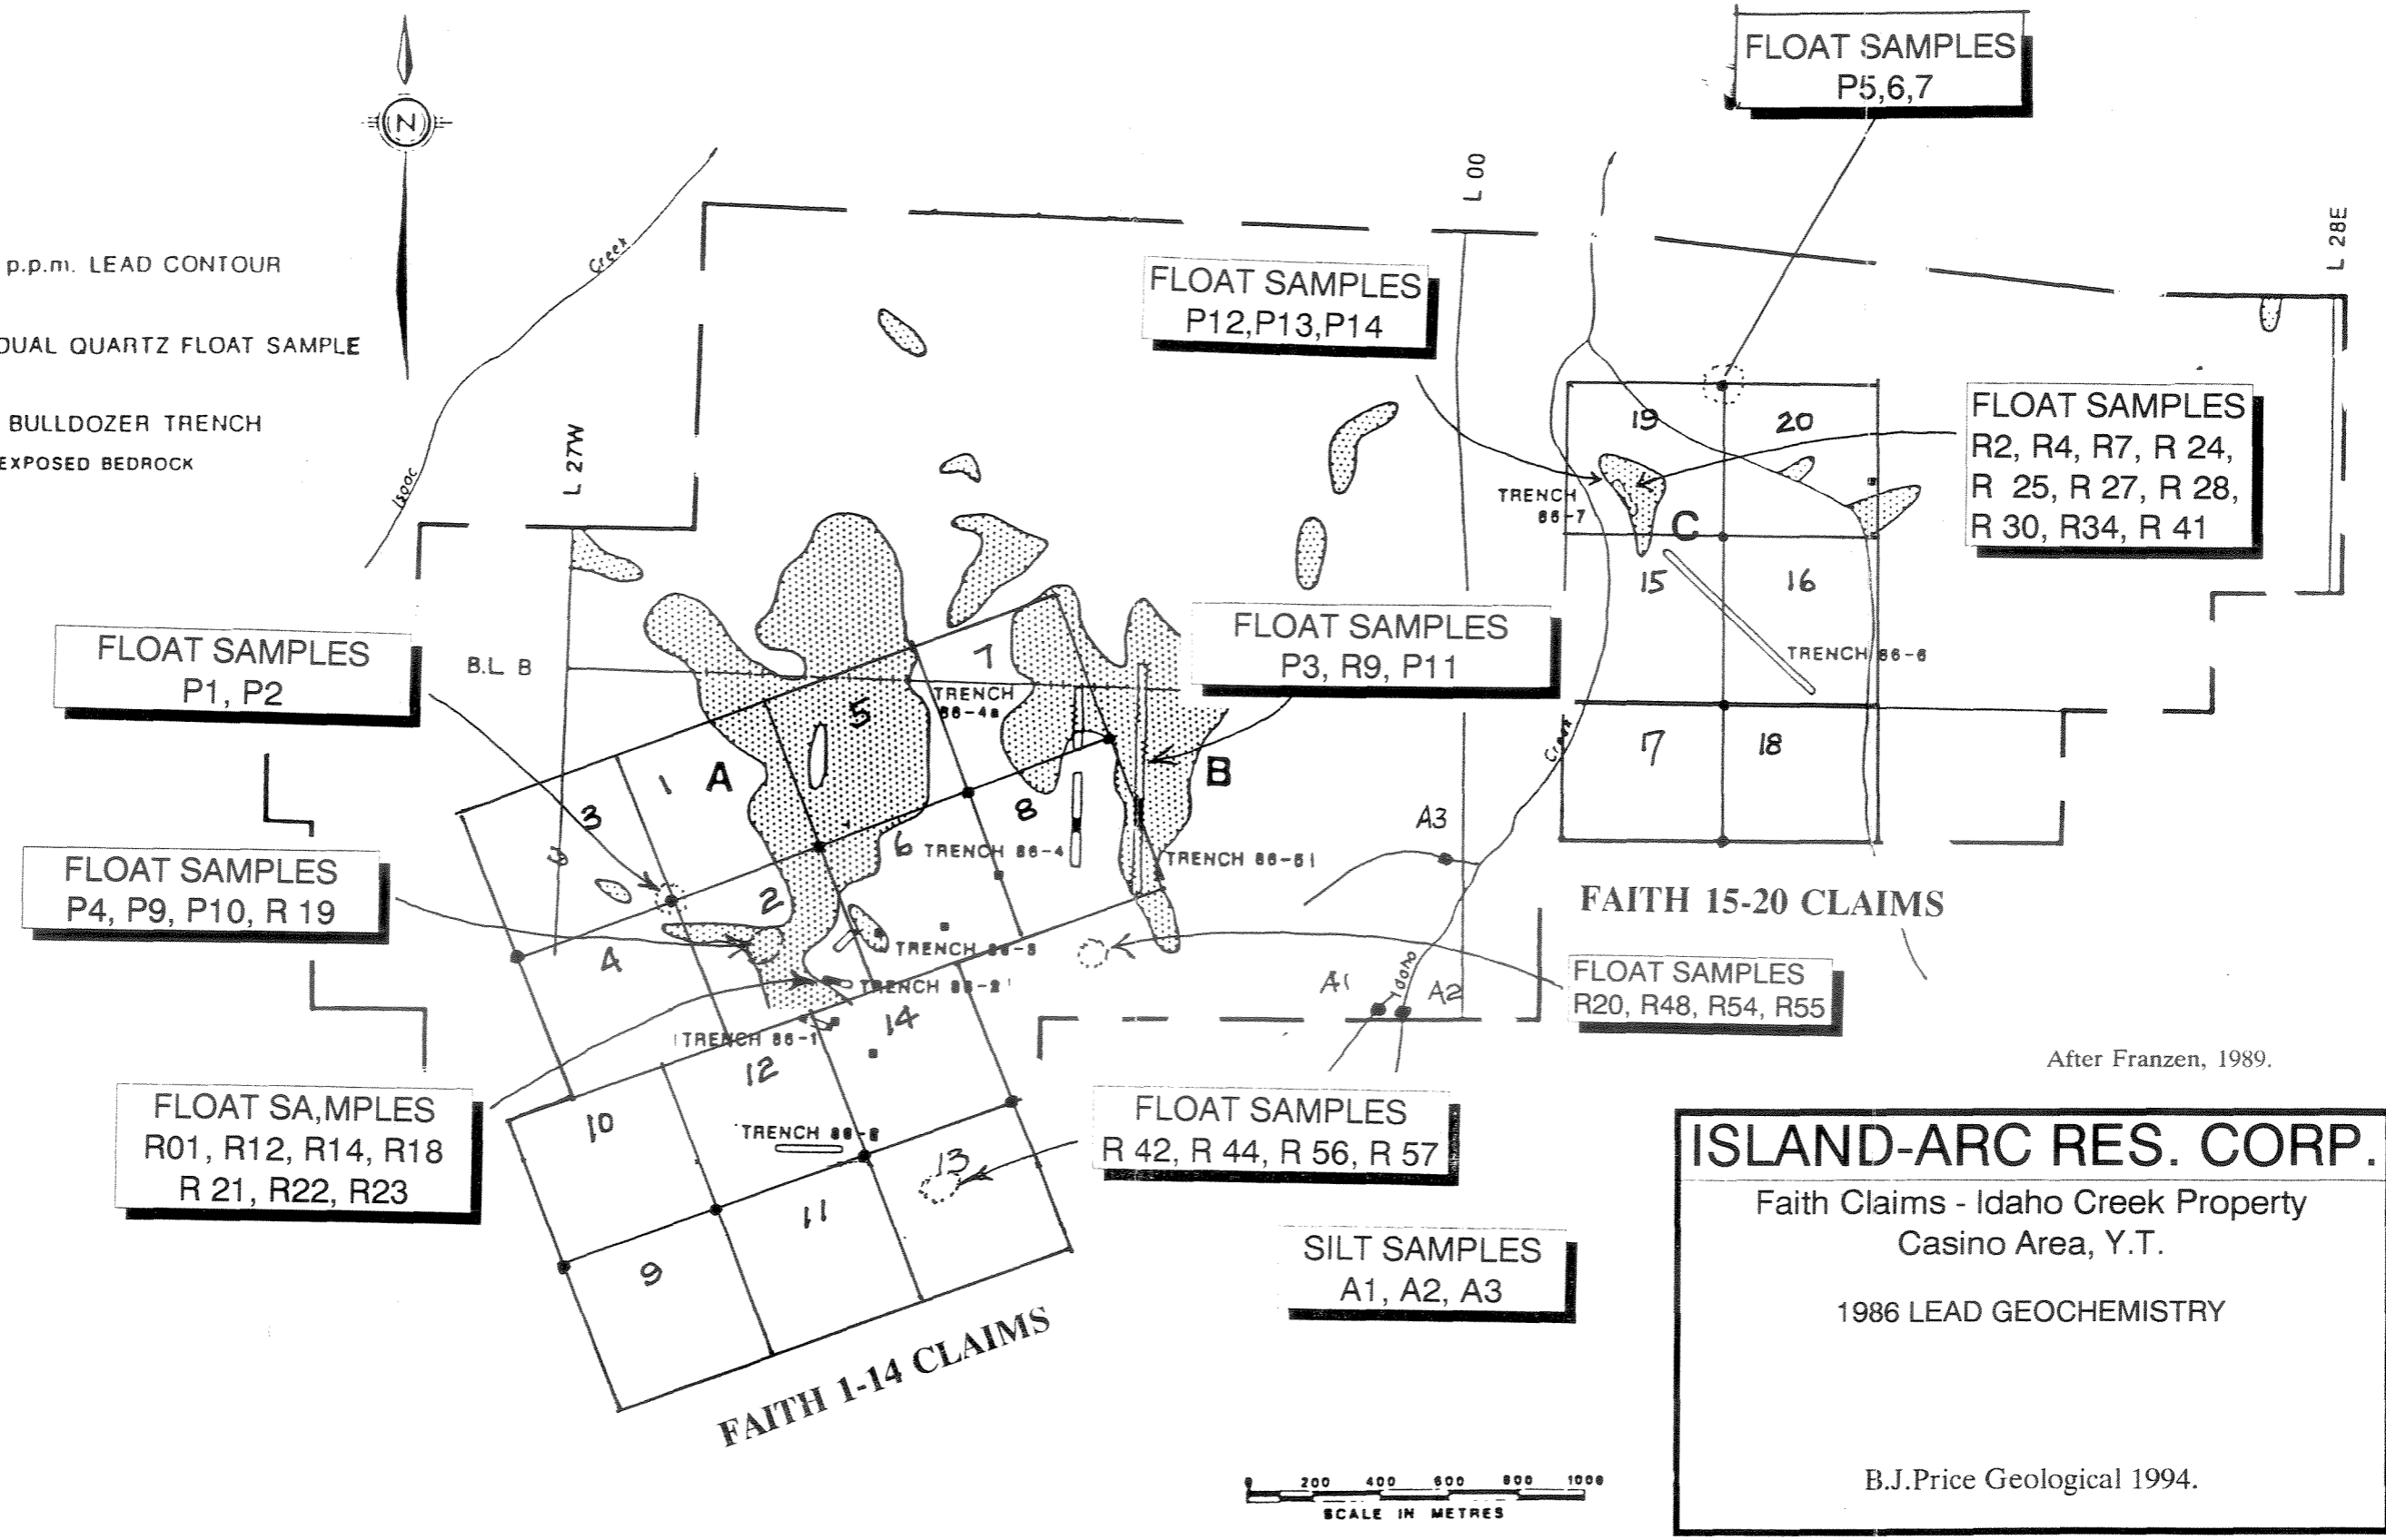 N
p.p.m. LEAD CONTOUR
DUAL QUARTZ FLOAT SAMPLE
BULLDOZER TRENCH
EXPOSED BEDROCK
Isaac
Creek
L 27W
L 00
L 28E
B.L B
FLOAT SAMPLES
P5,6,7
FLOAT SAMPLES
P12,P13,P14
FLOAT SAMPLES
R2, R4, R7, R 24,
R 25, R 27, R 28,
R 30, R34, R 41
19
20
TRENCH
86-7
C
15
16
TRENCH 86-6
7
18
FAITH 15-20 CLAIMS
FLOAT SAMPLES
P1, P2
FLOAT SAMPLES
P3, R9, P11
7
TRENCH
86-4a
5
1
A
3
B
8
6
TRENCH 86-4
TRENCH 86-5
2
4
TRENCH 86-3
TRENCH 86-2
FLOAT SAMPLES
P4, P9, P10, R 19
A3
Creek
Idaho
A1
A2
FLOAT SAMPLES
R20, R48, R54, R55
14
TRENCH 86-1
12
10
FLOAT SA,MPLES
R01, R12, R14, R18
R 21, R22, R23
FLOAT SAMPLES
R 42, R 44, R 56, R 57
13
11
9
FAITH 1-14 CLAIMS
SILT SAMPLES
A1, A2, A3
After Franzen, 1989.
ISLAND-ARC RES. CORP.
Faith Claims - Idaho Creek Property
Casino Area, Y.T.
1986 LEAD GEOCHEMISTRY
B.J.Price Geological 1994.
0 200 400 600 800 1000
SCALE IN METRES